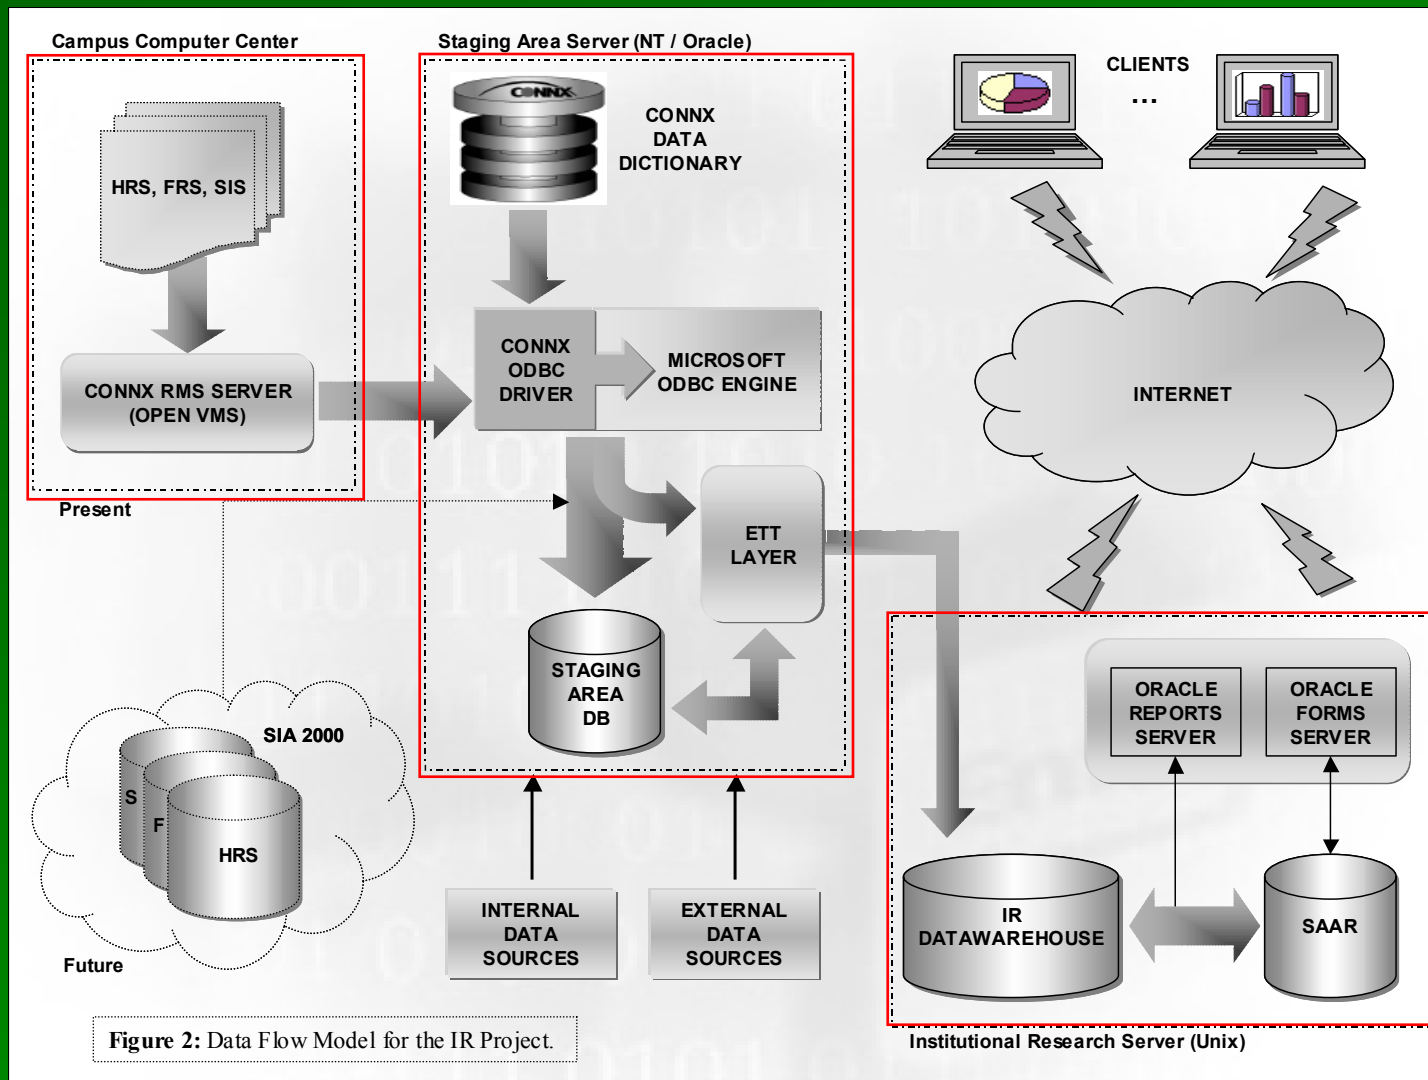 Campus Computer Center
HRS, FRS, SIS
CONNX RMS SERVER
(OPEN VMS)
Present
Staging Area Server (NT / Oracle)
CONNX
CONNX
DATA
DICTIONARY
CONNX
ODBC
DRIVER
MICROSOFT
ODBC ENGINE
ETT
LAYER
STAGING
AREA
DB
CLIENTS
...
INTERNET
SIA 2000
S
F
HRS
Future
INTERNAL
DATA
SOURCES
EXTERNAL
DATA
SOURCES
ORACLE
REPORTS
SERVER
ORACLE
FORMS
SERVER
IR
DATAWAREHOUSE
SAAR
Institutional Research Server (Unix)
Figure 2: Data Flow Model for the IR Project.